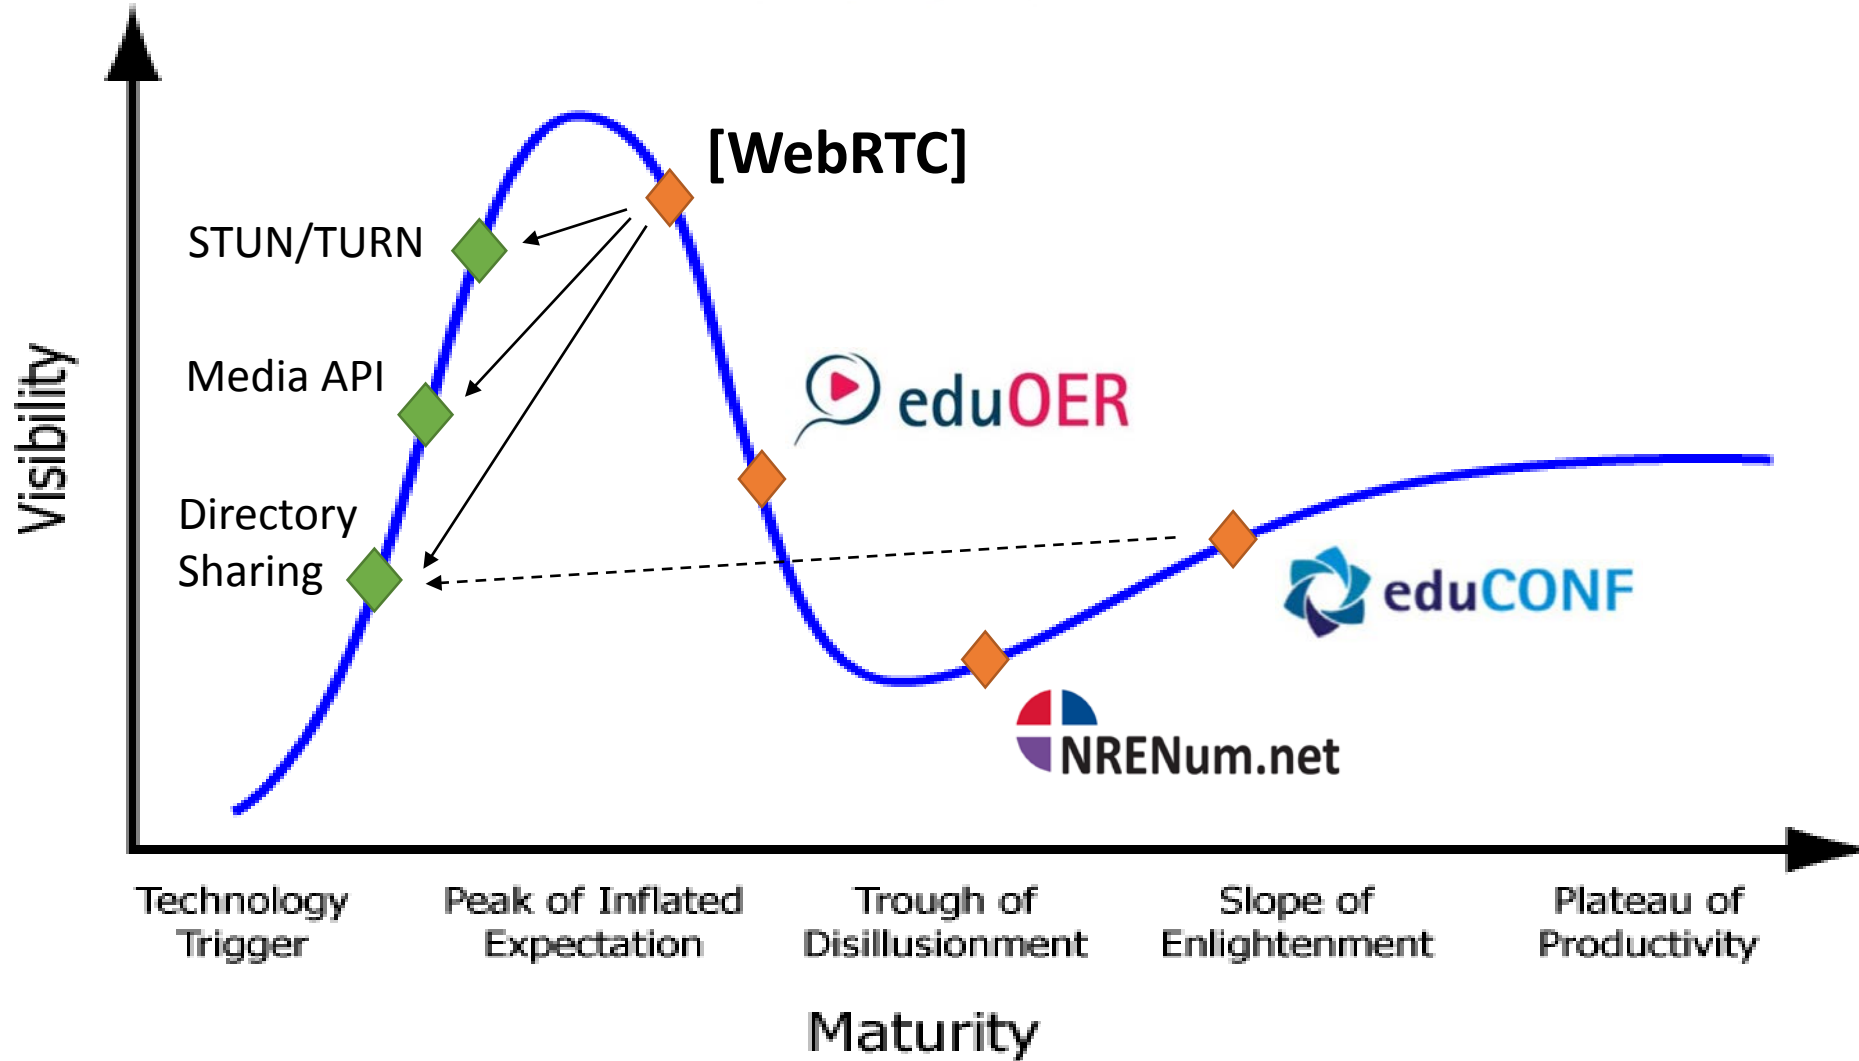 [WebRTC]
STUN/TURN
Media API
eduOER
Directory
Sharing
eduCONF
NRENum.net
Visibility
Technology
Trigger
Peak of Inflated
Expectation
Trough of
Disillusionment
Slope of
Enlightenment
Plateau of
Productivity
Maturity